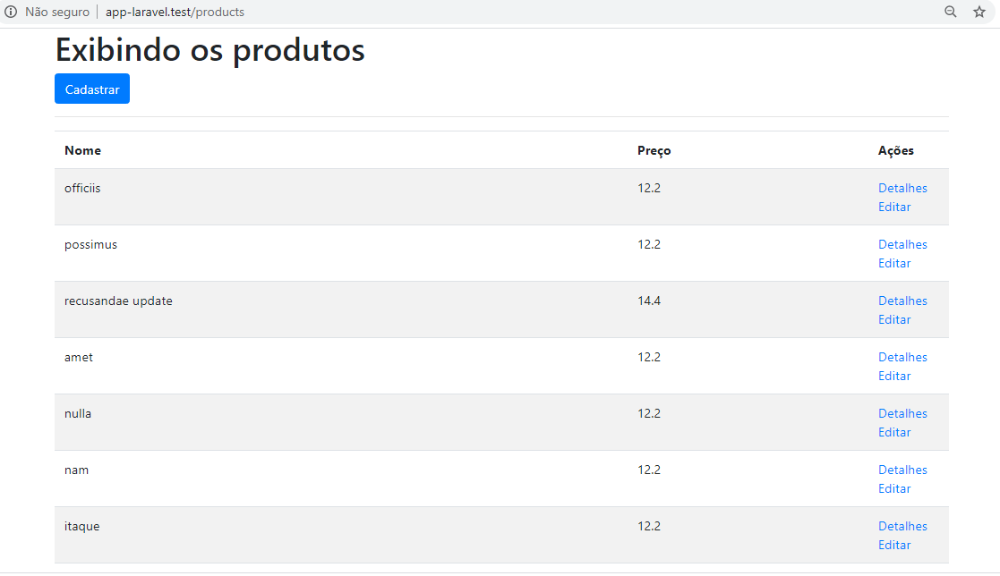 Não seguro app-laravel.test/products
Exibindo os produtos
Cadastrar
Nome Preço Ações
officiis 12.2 Detalhes
Editar
possimus 12.2 Detalhes
Editar
recusandae update 14.4 Detalhes
Editar
amet 12.2 Detalhes
Editar
nulla 12.2 Detalhes
Editar
nam 12.2 Detalhes
Editar
itaque 12.2 Detalhes
Editar